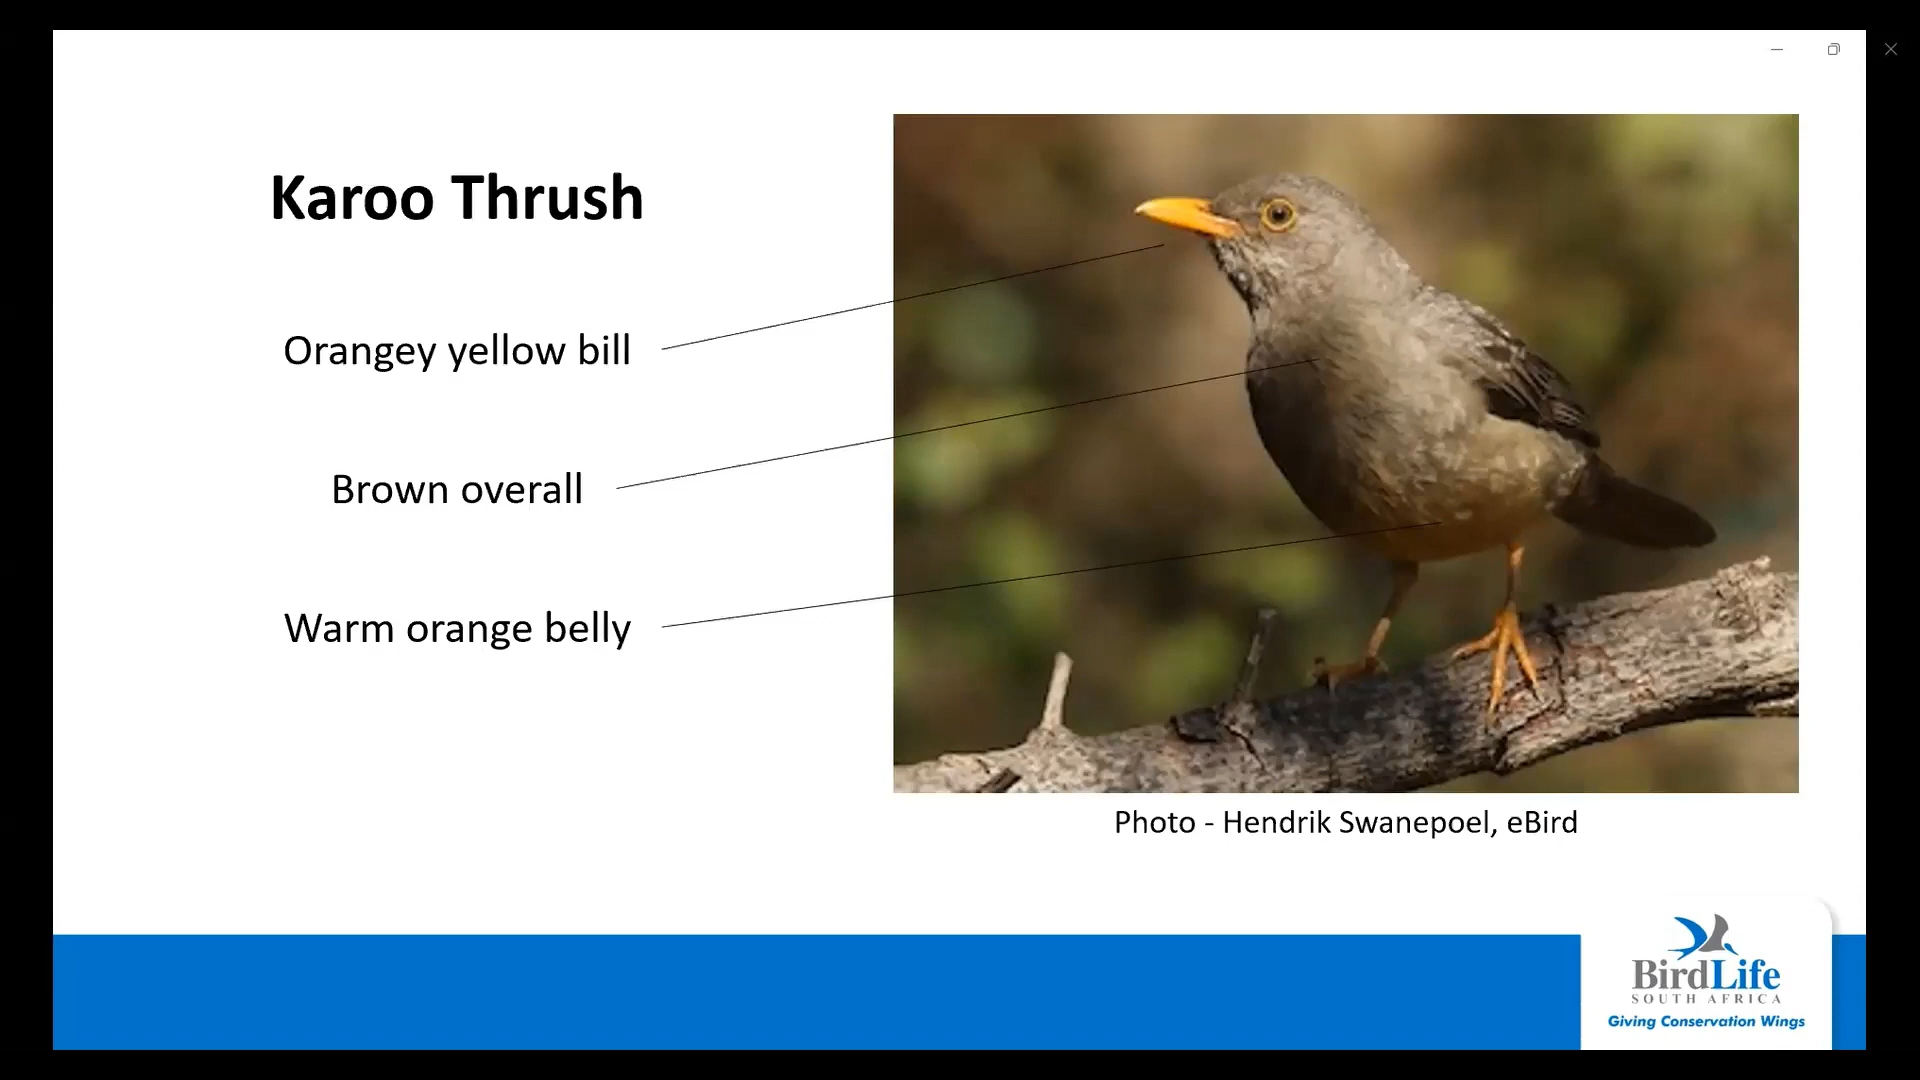 Karoo Thrush
Orangey yellow bill
Brown overall
Warm orange belly
Photo - Hendrik Swanepoel, eBird
BirdLife
SOUTH AFRICA
Giving Conservation Wings